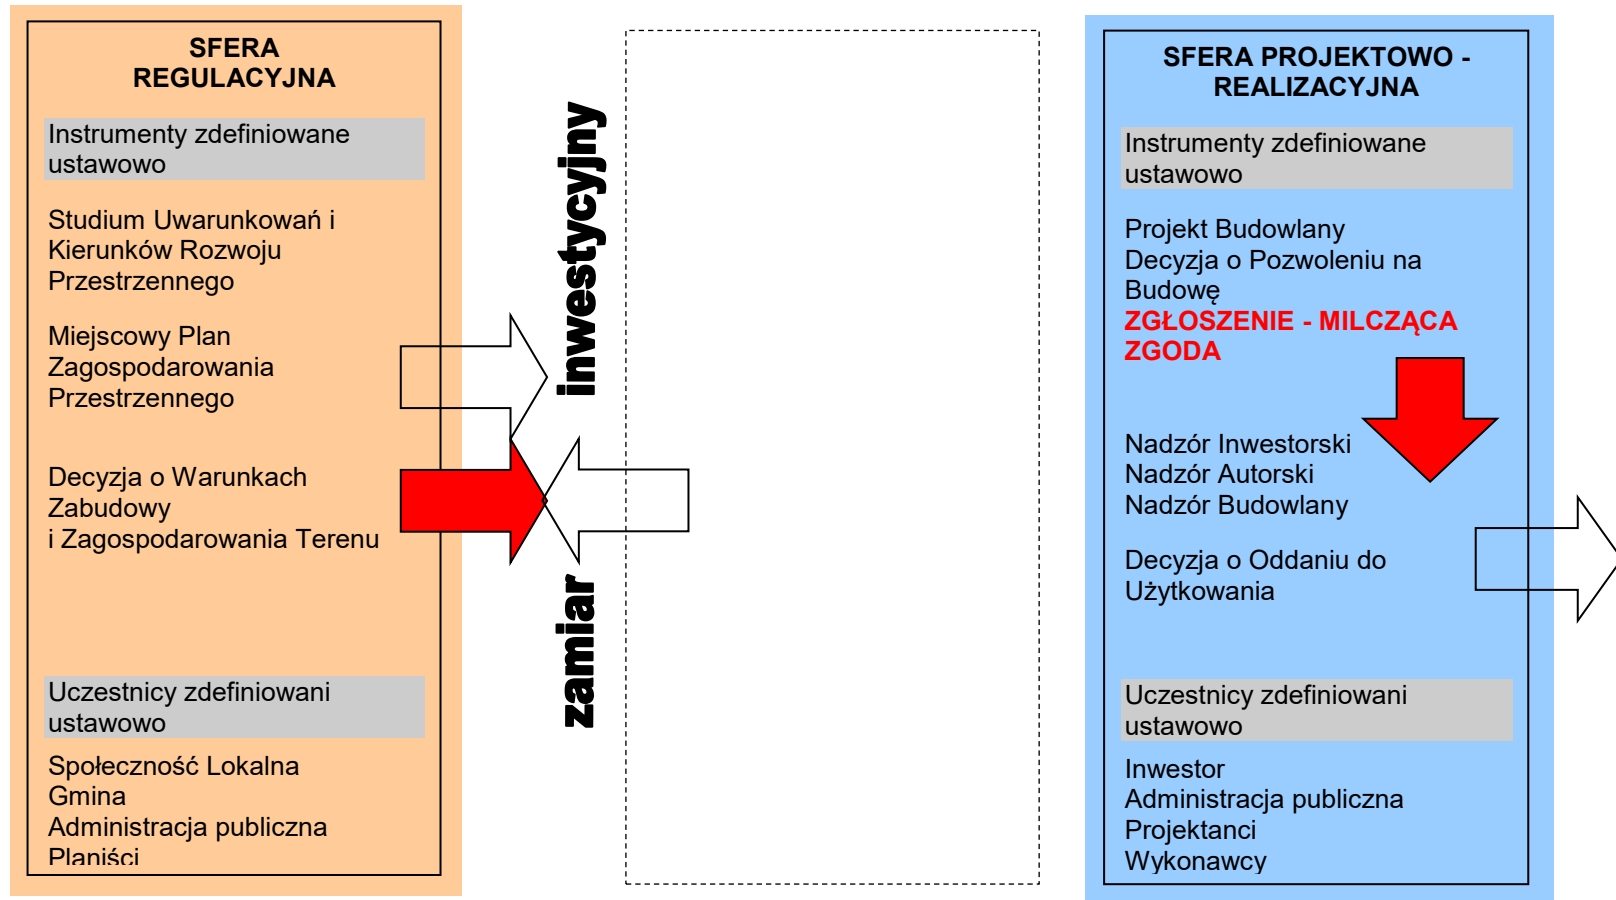 SFERA
REGULACYJNA
Instrumenty zdefiniowane
ustawowo
Studium Uwarunkowań i
Kierunków Rozwoju
Przestrzennego
Miejscowy Plan
Zagospodarowania
Przestrzennego
Decyzja o Warunkach
Zabudowy
i Zagospodarowania Terenu
Uczestnicy zdefiniowani
ustawowo
Społeczność Lokalna
Gmina
Administracja publiczna
Planiści
zamiar inwestycyjny
SFERA PROJEKTOWO -
REALIZACYJNA
Instrumenty zdefiniowane
ustawowo
Projekt Budowlany
Decyzja o Pozwoleniu na
Budowę
ZGŁOSZENIE - MILCZĄCA
ZGODA
Nadzór Inwestorski
Nadzór Autorski
Nadzór Budowlany
Decyzja o Oddaniu do
Użytkowania
Uczestnicy zdefiniowani
ustawowo
Inwestor
Administracja publiczna
Projektanci
Wykonawcy